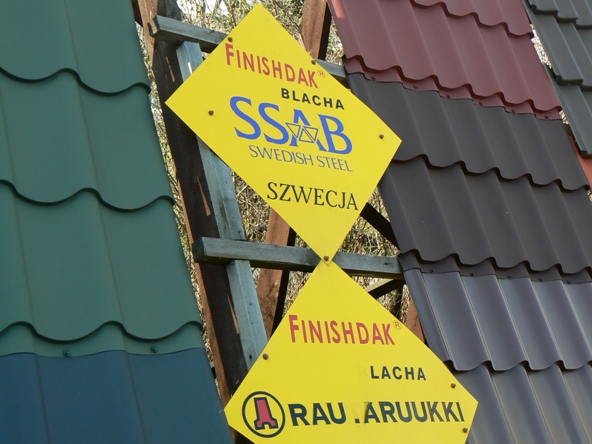 FINISHDAK®
BLACHA
SSAB
SWEDISH STEEL
SZWECJA
FINISHDAK®
LACHA
RAU.ARUUKKI